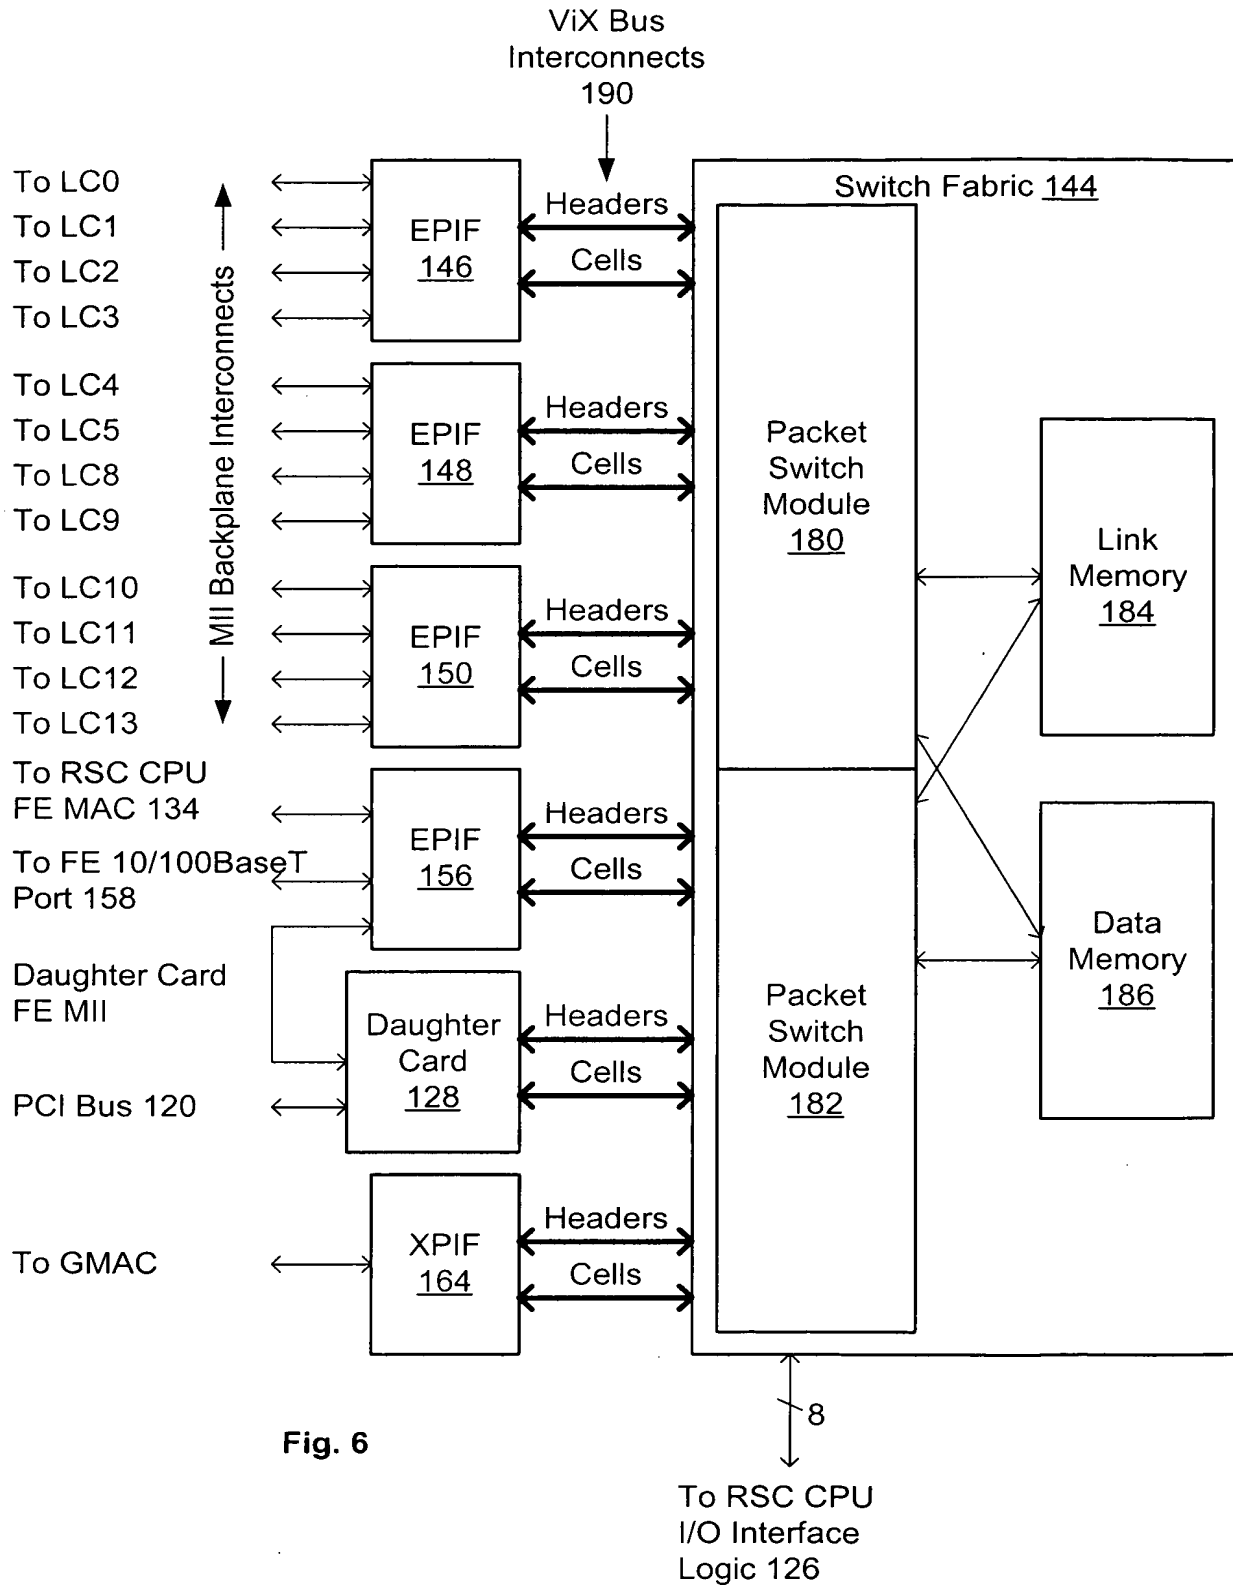 ViX Bus
Interconnects
190
Switch Fabric 144
To LC0
To LC1
To LC2
To LC3
MII Backplane Interconnects
EPIF
146
Headers
Cells
To LC4
To LC5
To LC8
To LC9
EPIF
148
Headers
Cells
To LC10
To LC11
To LC12
To LC13
EPIF
150
Headers
Cells
To RSC CPU
FE MAC 134
To FE 10/100BaseT
Port 158
EPIF
156
Headers
Cells
Daughter Card
FE MII
PCI Bus 120
Daughter
Card
128
Headers
Cells
To GMAC
XPIF
164
Headers
Cells
Packet
Switch
Module
180
Packet
Switch
Module
182
Link
Memory
184
Data
Memory
186
8
Fig. 6
To RSC CPU
I/O Interface
Logic 126